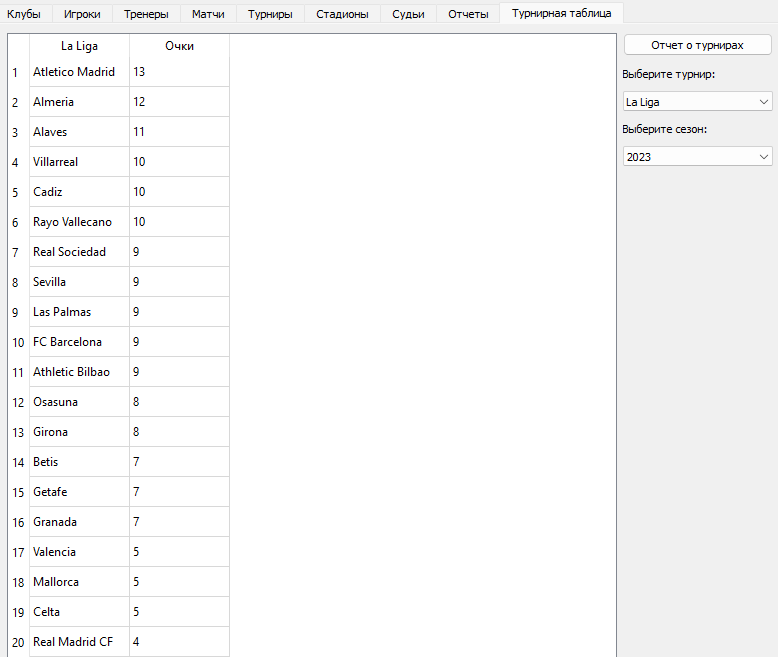 Клубы Игроки Тренеры Матчи Турниры Стадионы Судьи Отчеты Турнирная таблица
La Liga Очки
1 Atletico Madrid 13
2 Almeria 12
3 Alaves 11
4 Villarreal 10
5 Cadiz 10
6 Rayo Vallecano 10
7 Real Sociedad 9
8 Sevilla 9
9 Las Palmas 9
10 FC Barcelona 9
11 Athletic Bilbao 9
12 Osasuna 8
13 Girona 8
14 Betis 7
15 Getafe 7
16 Granada 7
17 Valencia 5
18 Mallorca 5
19 Celta 5
20 Real Madrid CF 4
Отчет о турнирах
Выберите турнир:
La Liga
Выберите сезон:
2023